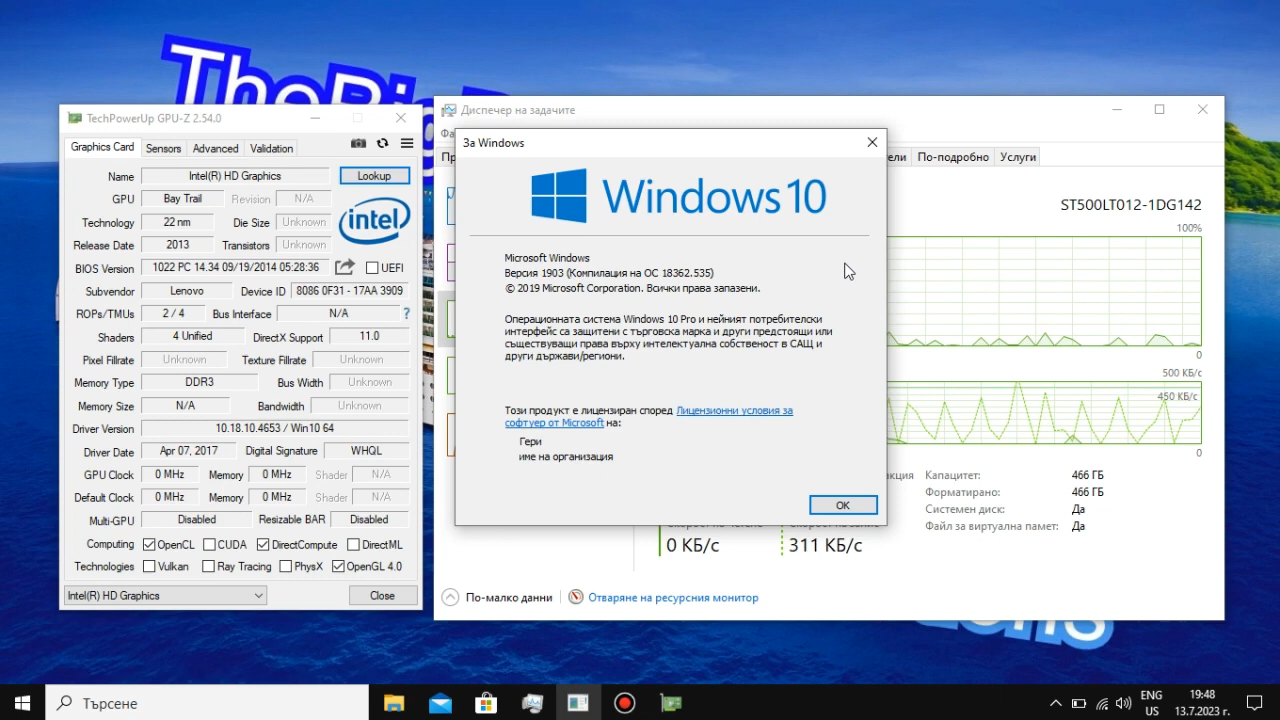 TheBig
TechPowerUp GPU-Z 2.54.0
Graphics Card
Sensors
Advanced
Validation
Name
Intel(R) HD Graphics
Lookup
GPU
Bay Trail
Revision
N/A
intel
Technology
22 nm
Die Size
Unknown
Release Date
2013
Transistors
Unknown
BIOS Version
1022 PC 14.34 09/19/2014 05:28:36
UEFI
Subvendor
Lenovo
Device ID
8086 0F31 - 17AA 3909
ROPs/TMUs
2 / 4
Bus Interface
N/A
?
Shaders
4 Unified
DirectX Support
11.0
Pixel Fillrate
Unknown
Texture Fillrate
Unknown
Memory Type
DDR3
Bus Width
Unknown
Memory Size
N/A
Bandwidth
Unknown
Driver Version
10.18.10.4653 / Win10 64
Driver Date
Apr 07, 2017
Digital Signature
WHQL
GPU Clock
0 MHz
Memory
0 MHz
Shader
N/A
Default Clock
0 MHz
Memory
0 MHz
Shader
N/A
Multi-GPU
Disabled
Resizable BAR
Disabled
Computing
OpenCL
CUDA
DirectCompute
DirectML
Technologies
Vulkan
Ray Tracing
PhysX
OpenGL 4.0
Intel(R) HD Graphics
Close
Диспечер на задачите
По-подробно
Услуги
За Windows
Windows 10
Microsoft Windows
Версия 1903 (Компилация на ОС 18362.535)
© 2019 Microsoft Corporation. Всички права запазени.
Операционната система Windows 10 Pro и нейният потребителски
интерфейс са защитени с търговска марка и други предстоящи или
съществуващи права върху интелектуална собственост в САЩ и
други държави/региони.
Този продукт е лицензиран според Лицензионни условия за
софтуер от Microsoft на:
Гери
име на организация
OK
ST500LT012-1DG142
100%
0
500 КБ/с
450 КБ/с
0
Капацитет:
466 ГБ
Форматирано:
466 ГБ
Системен диск:
Да
Файл за виртуална памет:
Да
0 КБ/с
311 КБ/с
По-малко данни
Отваряне на ресурсния монитор
Търсене
ENG
US
19:48
13.7.2023 г.